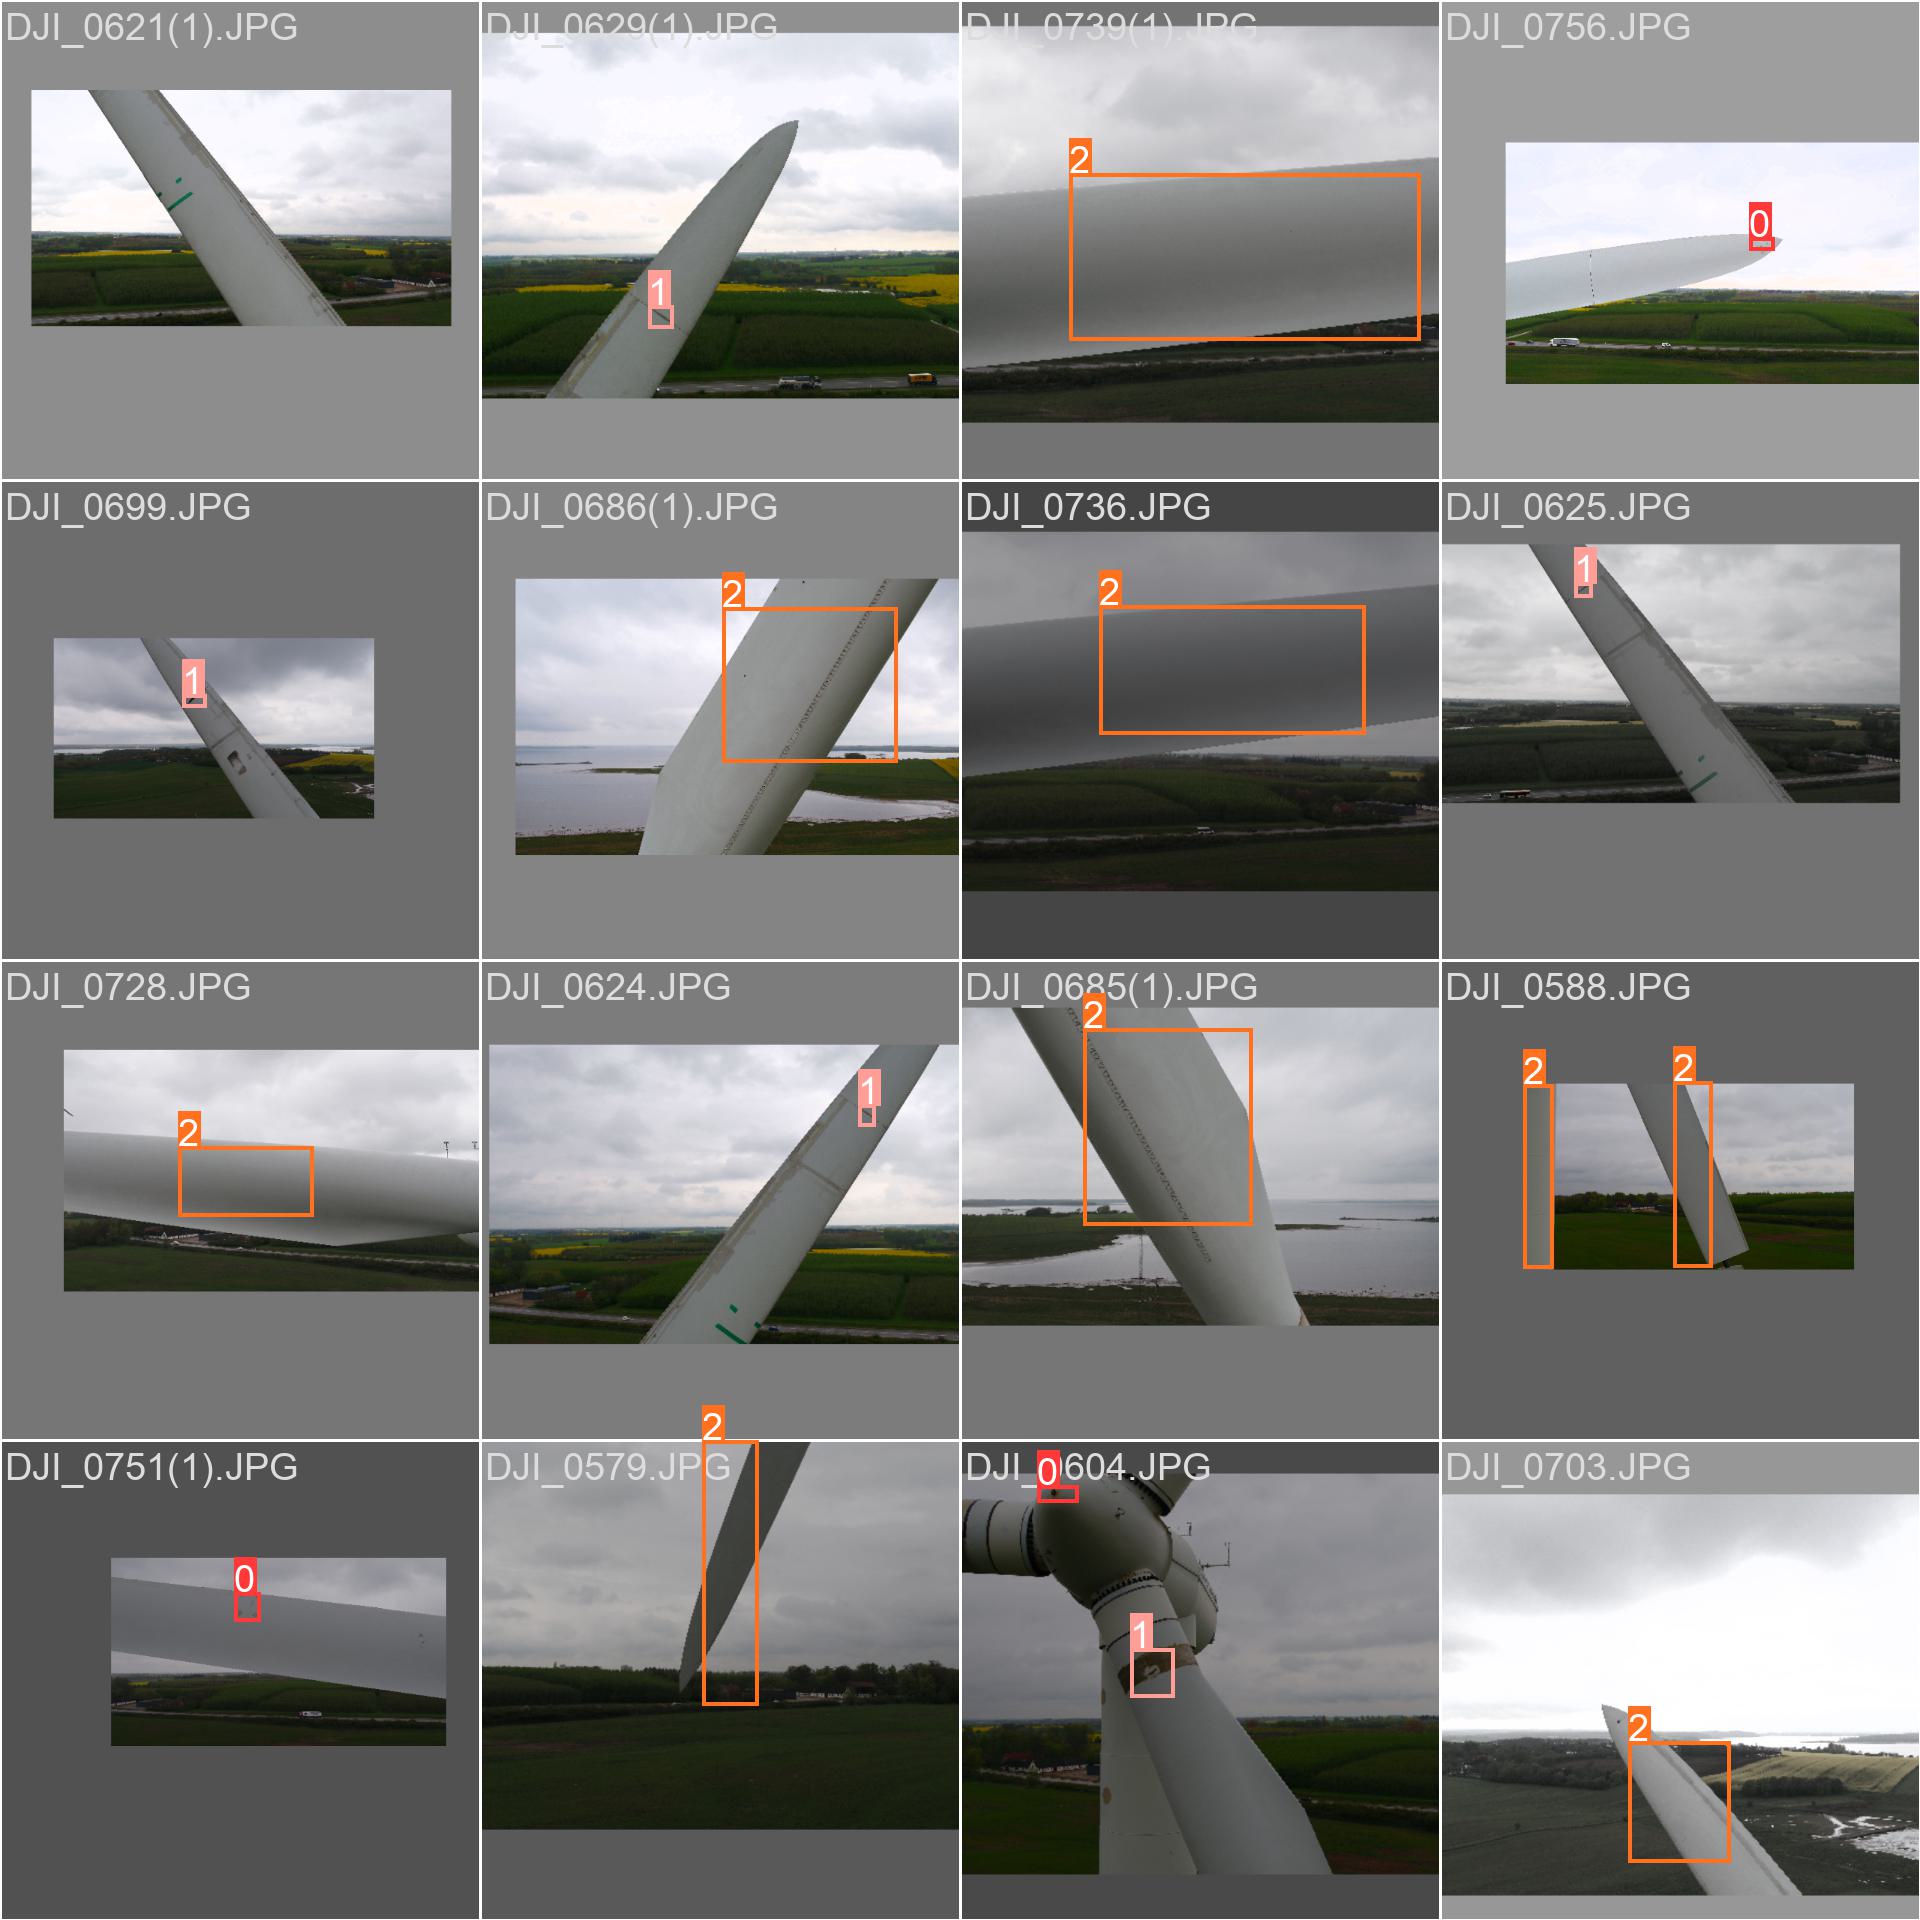 DJI_0621(1).JPG
DJI_0629(1).JPG
DJI_0739(1).JPG
DJI_0756.JPG
1
2
0
DJI_0699.JPG
DJI_0686(1).JPG
DJI_0736.JPG
DJI_0625.JPG
1
2
2
1
DJI_0728.JPG
DJI_0624.JPG
DJI_0685(1).JPG
DJI_0588.JPG
2
1
2
2
2
DJI_0751(1).JPG
DJI_0579.JPG
DJI_0604.JPG
DJI_0703.JPG
0
2
0
1
2